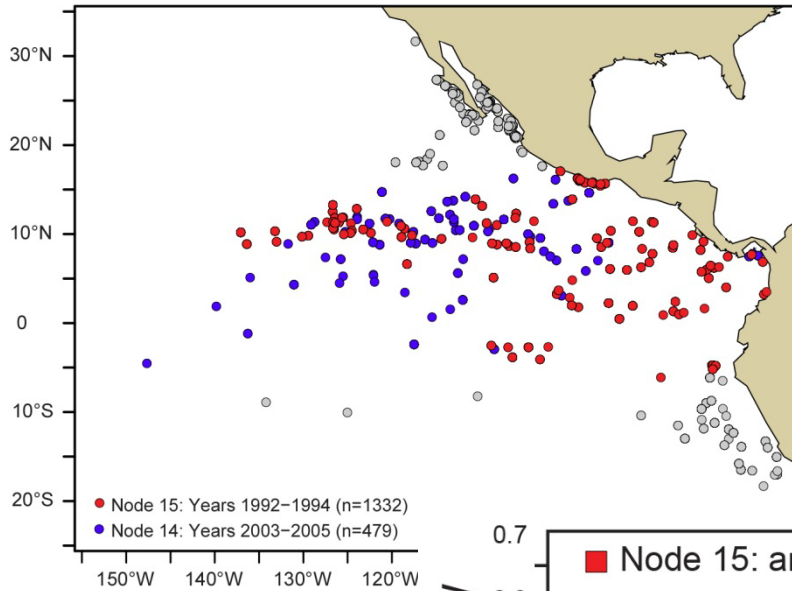 30°N
20°N
10°N
0
10°S
20°S
Node 15: Years 1992−1994 (n=1332)
Node 14: Years 2003−2005 (n=479)
150°W 140°W 130°W 120°W
0.7
Node 15: ar